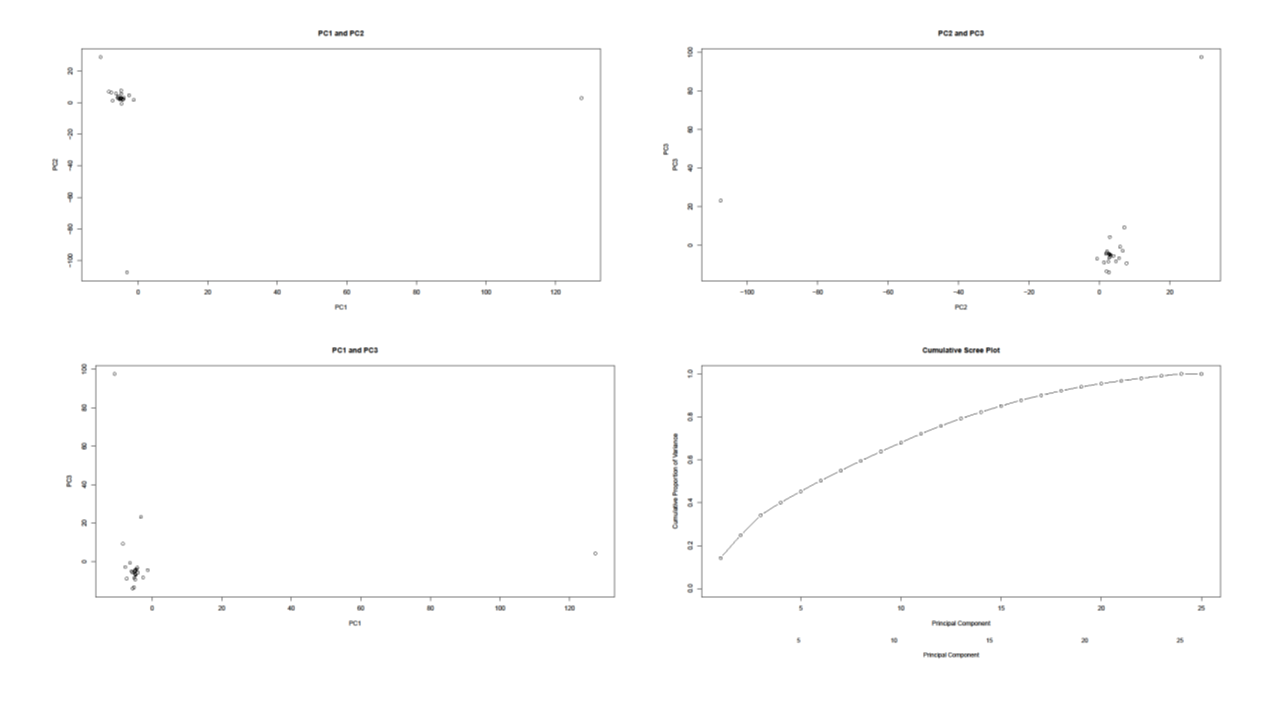 PC1 and PC2
20
0
−20
−40
−60
−80
−100
PC2
0 20 40 60 80 100 120
PC1
PC2 and PC3
100
80
60
40
20
0
PC3
PC3
−100 −80 −60 −40 −20 0 20
PC2
PC1 and PC3
100
80
60
40
20
0
PC3
0 20 40 60 80 100 120
PC1
Cumulative Scree Plot
1.0
0.8
0.6
0.4
0.2
0.0
Cumulative Proportion of Variance
5 10 15 20 25
Principal Component
5 10 15 20 25
Principal Component